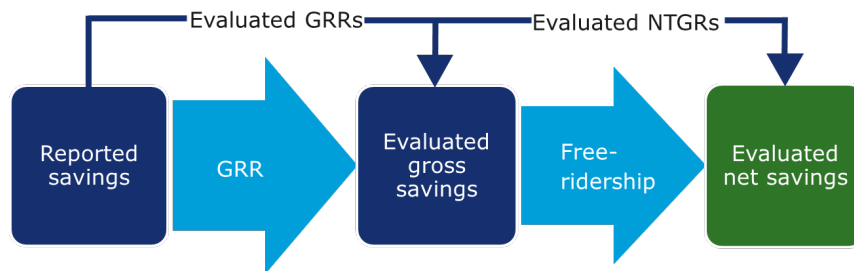 Evaluated GRRs
Evaluated NTGRs
Reported
savings
GRR
Evaluated
gross
savings
Free-
ridership
Evaluated
net savings